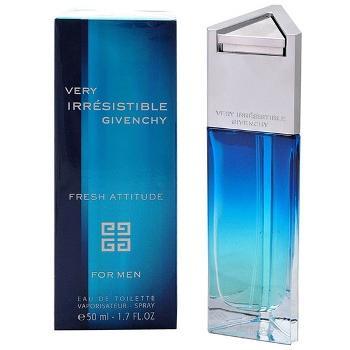 VERY
IRRÉSISTIBLE
GIVENCHY
FRESH ATTITUDE
FOR MEN
EAU DE TOILETTE
VAPORISATEUR - SPRAY
e 50 ml - 1.7 FL.OZ
VERY IRRÉSISTIBLE
GIVENCHY